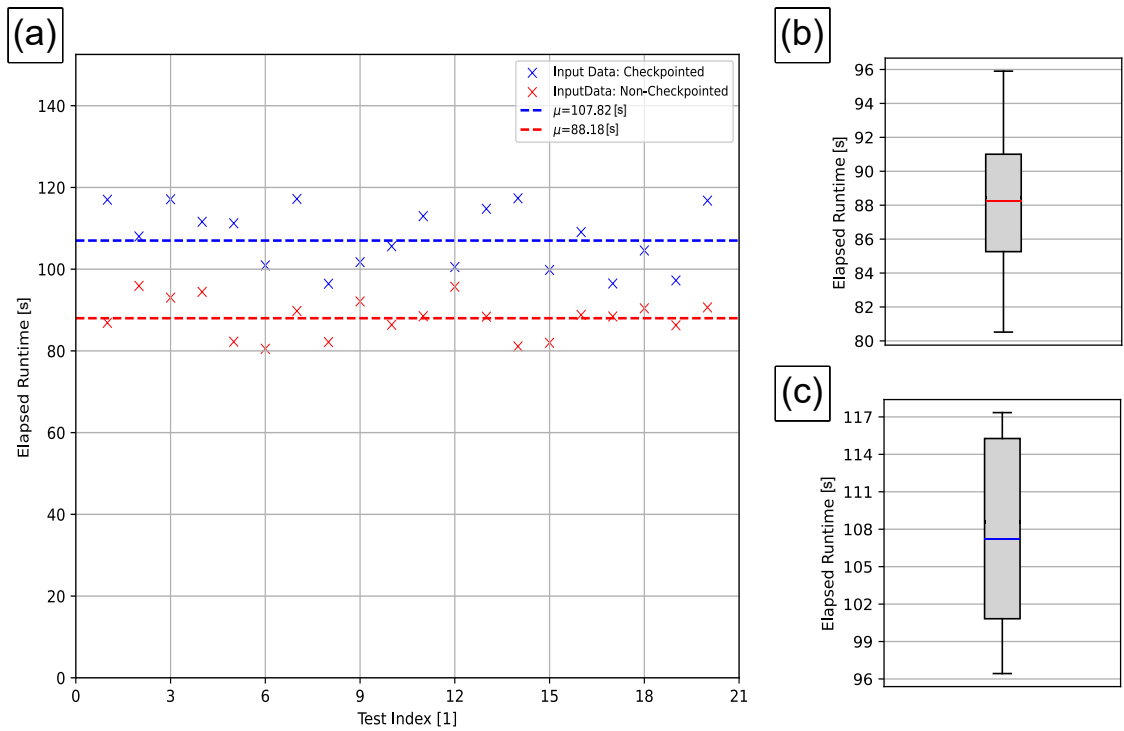 (a)
Input Data: Checkpointed
InputData: Non-Checkpointed
μ=107.82[s]
μ=88.18[s]
140
120
100
80
60
40
20
0
Elapsed Runtime [s]
0 3 6 9 12 15 18 21
Test Index [1]
(b)
96
94
92
90
88
86
84
82
80
Elapsed Runtime [s]
(c)
117
114
111
108
105
102
99
96
Elapsed Runtime [s]